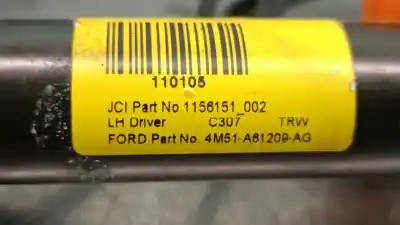 110105
JCI Part No 1156151_002
LH Driver C307 TRW
FORD Part No. 4M51-A61209-AG